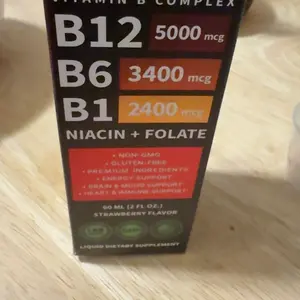 VITAMIN B COMPLEX
B12 5000 mcg
B6 3400 mcg
B1 2400 mcg
NIACIN + FOLATE
• NON-GMO
• GLUTEN-FREE
• PREMIUM INGREDIENTS
• ENERGY SUPPORT
• BRAIN & MOOD SUPPORT
• HEART & IMMUNE SUPPORT
60 ML (2 FL OZ.)
STRAWBERRY FLAVOR
LIQUID DIETARY SUPPLEMENT